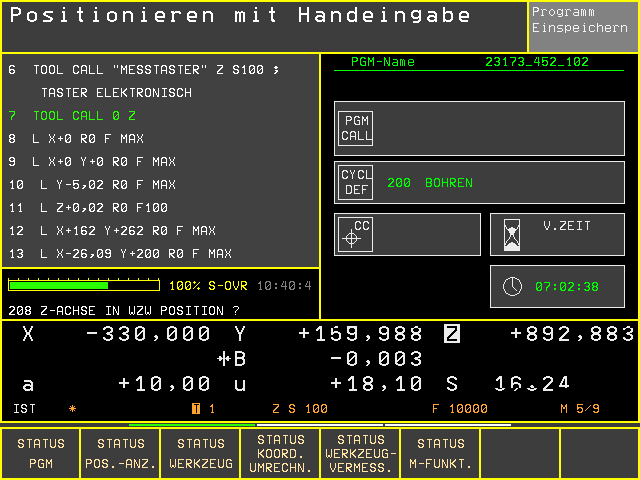 Positionieren mit Handeingabe
Programm
Einspeichern
6 TOOL CALL "MESSTASTER" Z S100 ;
TASTER ELEKTRONISCH
7 TOOL CALL 0 Z
8 L X+0 R0 F MAX
9 L X+0 Y+0 R0 F MAX
10 L Y-5,02 R0 F MAX
11 L Z+0,02 R0 F100
12 L X+162 Y+262 R0 F MAX
13 L X-26,09 Y+200 R0 F MAX
100% S-OVR 10:40:4
208 Z-ACHSE IN WZW POSITION ?
PGM-Name 23173_452_102
PGM
CALL
CYCL
DEF 200 BOHREN
CC
V.ZEIT
07:02:38
X -330,000 Y +159,988 Z +892,883
B -0,003
a +10,00 u +18,10 S 16,24
IST * T 1 Z S 100 F 10000 M 5/9
STATUS
PGM
STATUS
POS.-ANZ.
STATUS
WERKZEUG
STATUS
KOORD.
UMRECHN.
STATUS
WERKZEUG-
VERMESS.
STATUS
M-FUNKT.